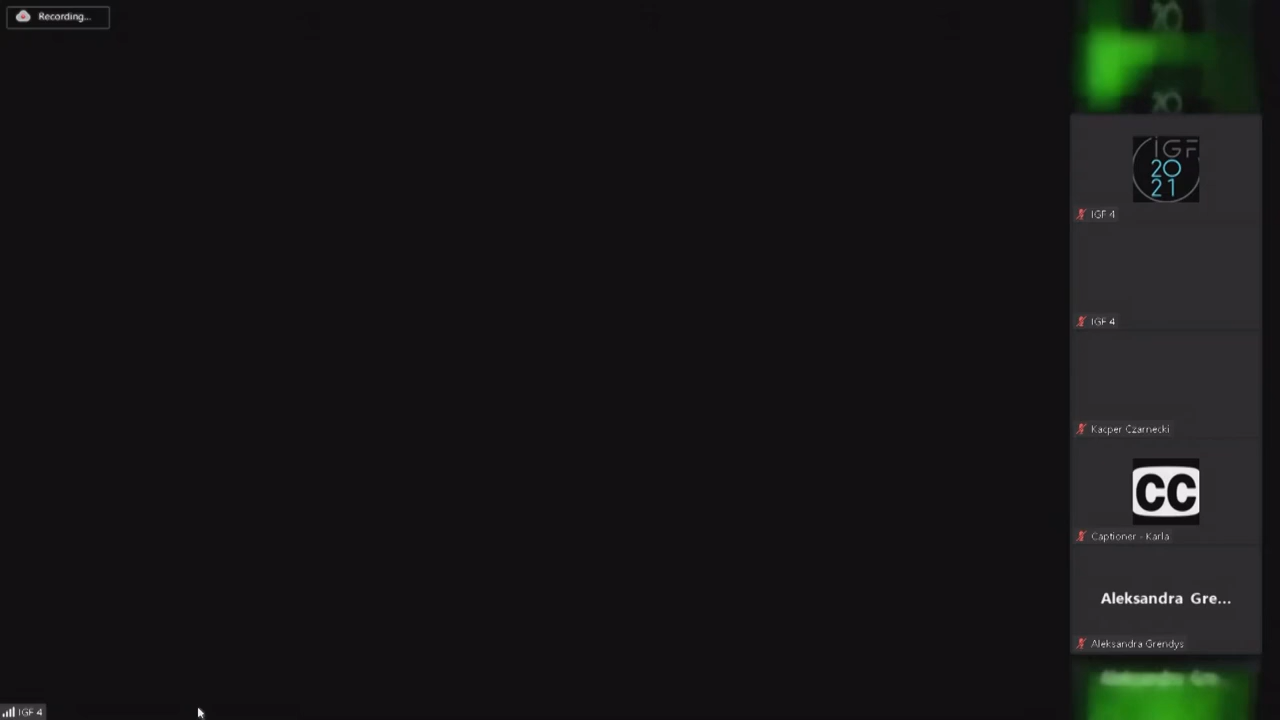 Recording...
IGF
20
21
IGF 4
IGF 4
Kacper Czarnecki
CC
Captioner - Karla
Aleksandra Gre...
Aleksandra Grendys
IGF 4